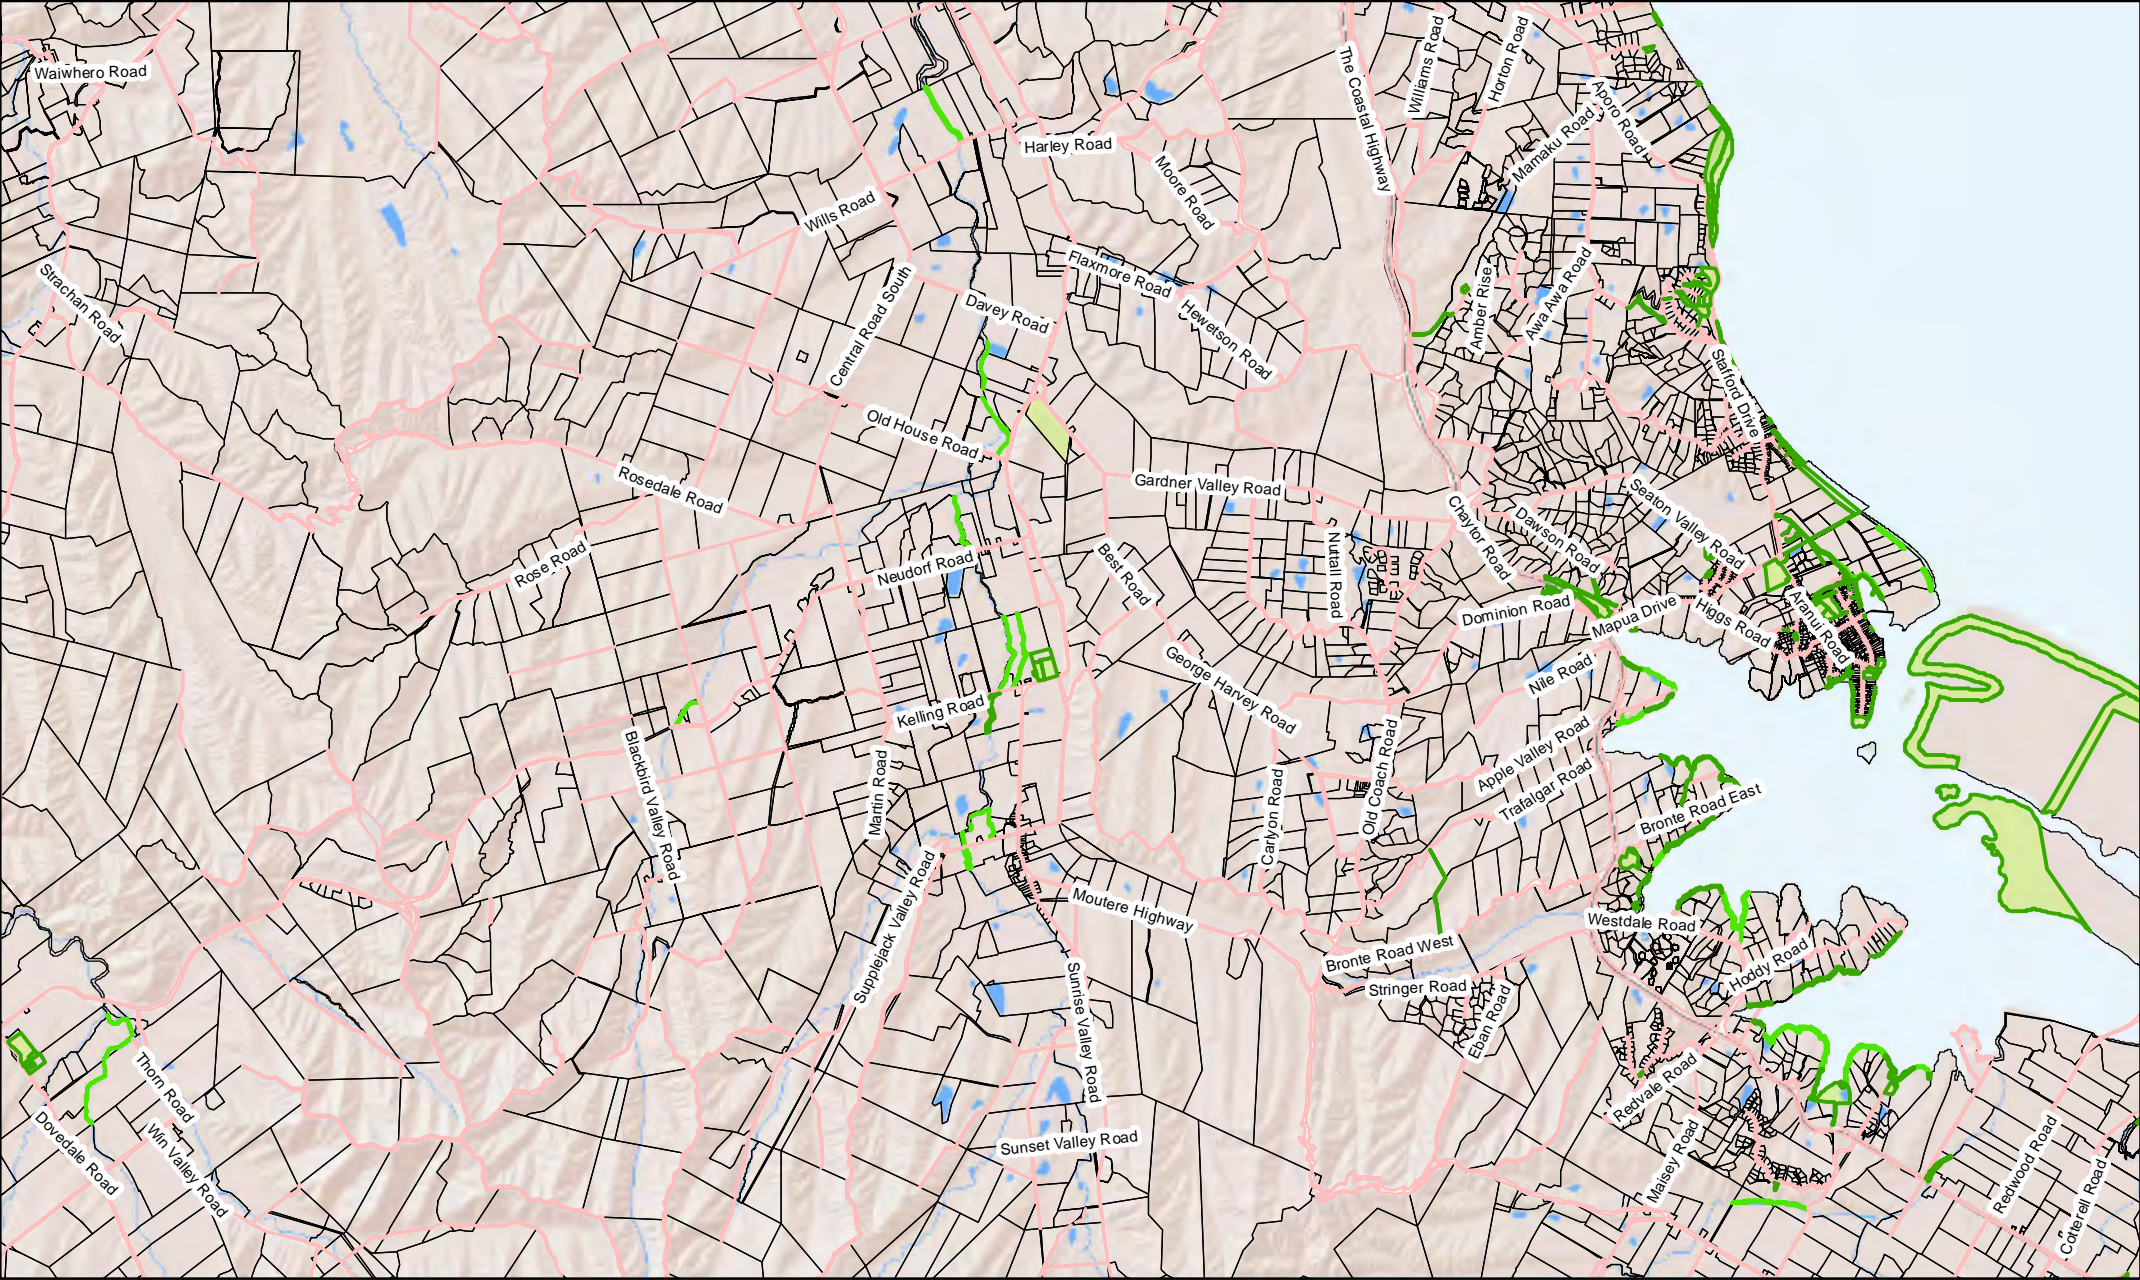 Waiwhero Road
The Coastal Highway
Williams Road
Horton Road
Aporo Road
Mamaku Road
Harley Road
Moore Road
Wills Road
Strachan Road
Central Road South
Flaxmore Road
Davey Road
Hewetson Road
Amber Rise
Awa Awa Road
Stafford Drive
Old House Road
Rosedale Road
Gardner Valley Road
Chaytor Road
Dawson Road
Seaton Valley Road
Rose Road
Neudorf Road
Best Road
Nuttall Road
Dominion Road
Mapua Drive
Higgs Road
Aranui Road
George Harvey Road
Nile Road
Kelling Road
Blackbird Valley Road
Martin Road
Carlyon Road
Old Coach Road
Apple Valley Road
Trafalgar Road
Bronte Road East
Supplejack Valley Road
Moutere Highway
Westdale Road
Bronte Road West
Hoddy Road
Stringer Road
Eban Road
Sunrise Valley Road
Thorn Road
Redvale Road
Dovedale Road
Win Valley Road
Sunset Valley Road
Maisey Road
Redwood Road
Cotterell Road